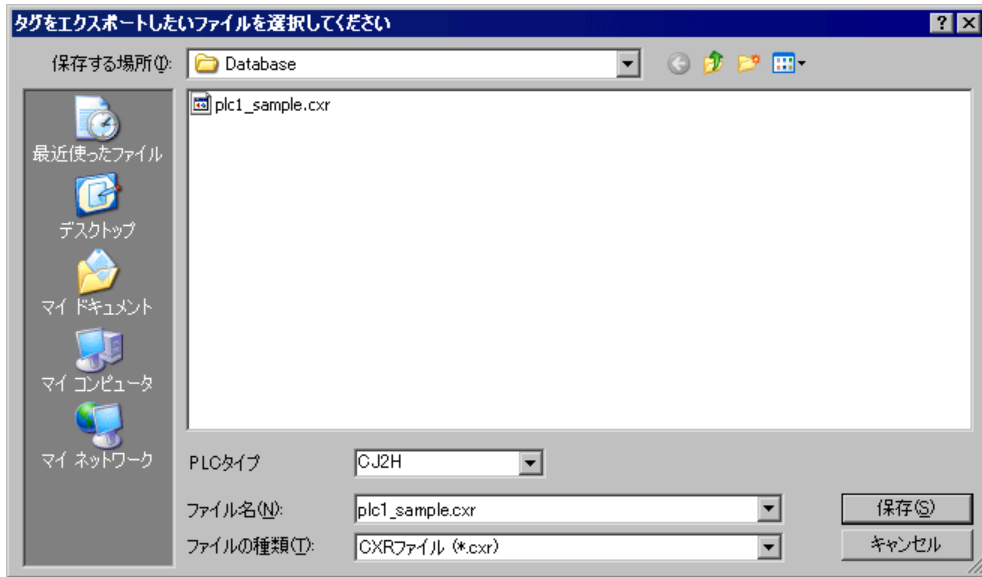 タグをエクスポートしたいファイルを選択してください
保存する場所(I):
Database
plc1_sample.cxr
最近使ったファイル
デスクトップ
マイ ドキュメント
マイ コンピュータ
マイ ネットワーク
PLCタイプ
CJ2H
ファイル名(N):
plc1_sample.cxr
保存(S)
ファイルの種類(T):
CXRファイル (*.cxr)
キャンセル